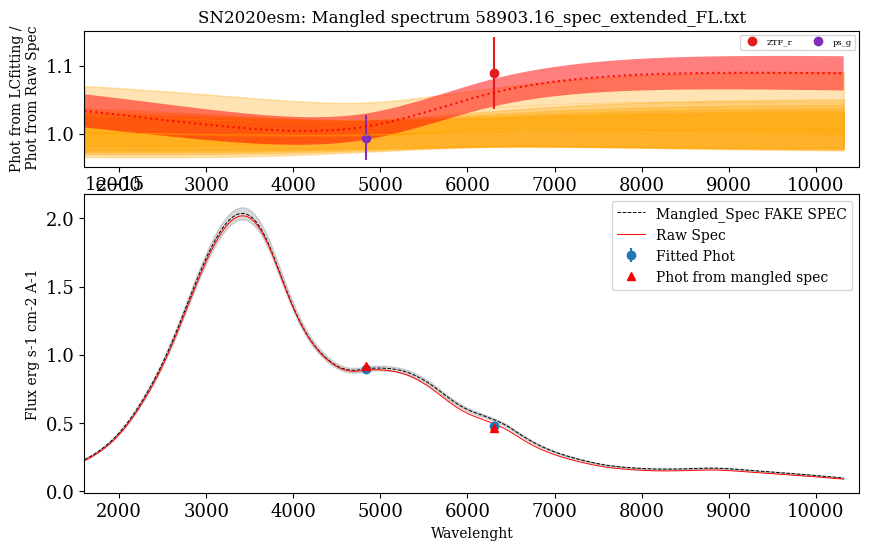 SN2020esm: Mangled spectrum 58903.16_spec_extended_FL.txt
Phot from LCfitting /
Phot from Raw Spec
1.1
1.0
ZTF_r ps_g
2000 3000 4000 5000 6000 7000 8000 9000 10000
1e−15
Flux erg s-1 cm-2 A-1
2.0
1.5
1.0
0.5
0.0
Mangled_Spec FAKE SPEC
Raw Spec
Fitted Phot
Phot from mangled spec
2000 3000 4000 5000 6000 7000 8000 9000 10000
Wavelenght